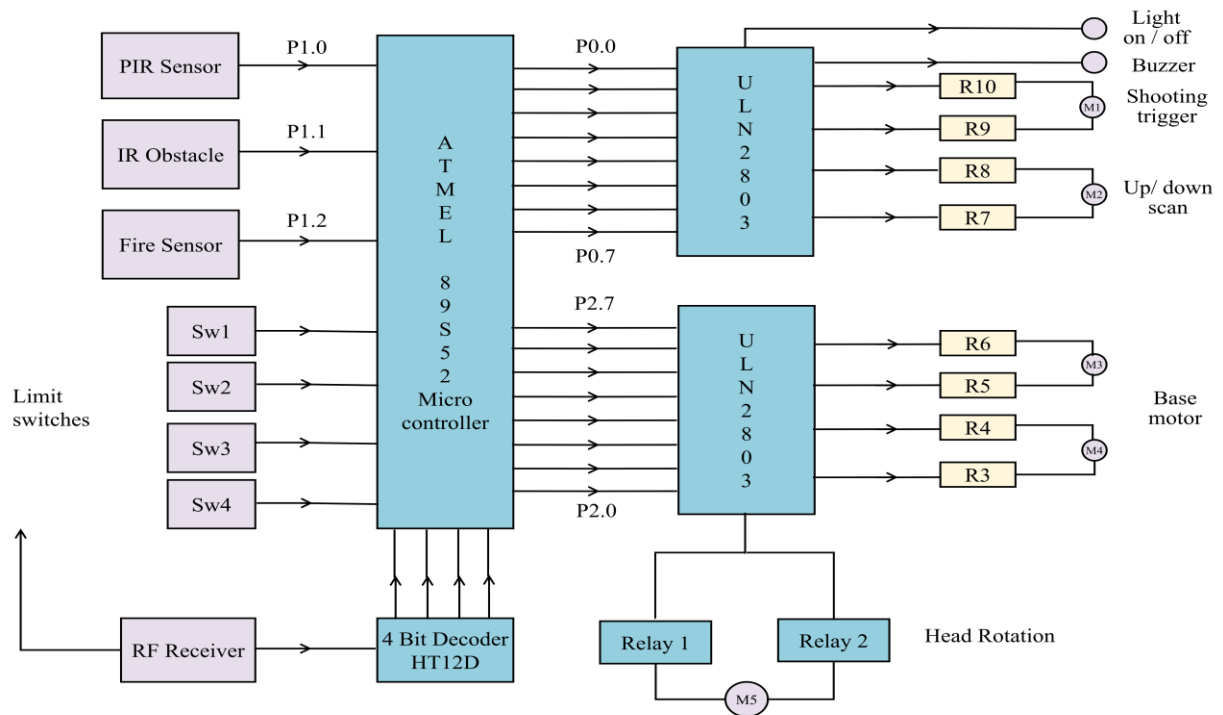 PIR Sensor
P1.0
IR Obstacle
P1.1
Fire Sensor
P1.2
Sw1
Sw2
Sw3
Sw4
Limit
switches
RF Receiver
4 Bit Decoder
HT12D
A
T
M
E
L
8
9
S
5
2
Micro
controller
P0.0
P0.7
P2.7
P2.0
U
L
N
2
8
0
3
Light
on / off
Buzzer
R10
M1
Shooting
trigger
R9
R8
M2
Up/ down
scan
R7
U
L
N
2
8
0
3
R6
M3
R5
Base
motor
R4
M4
R3
Relay 1
Relay 2
Head Rotation
M5